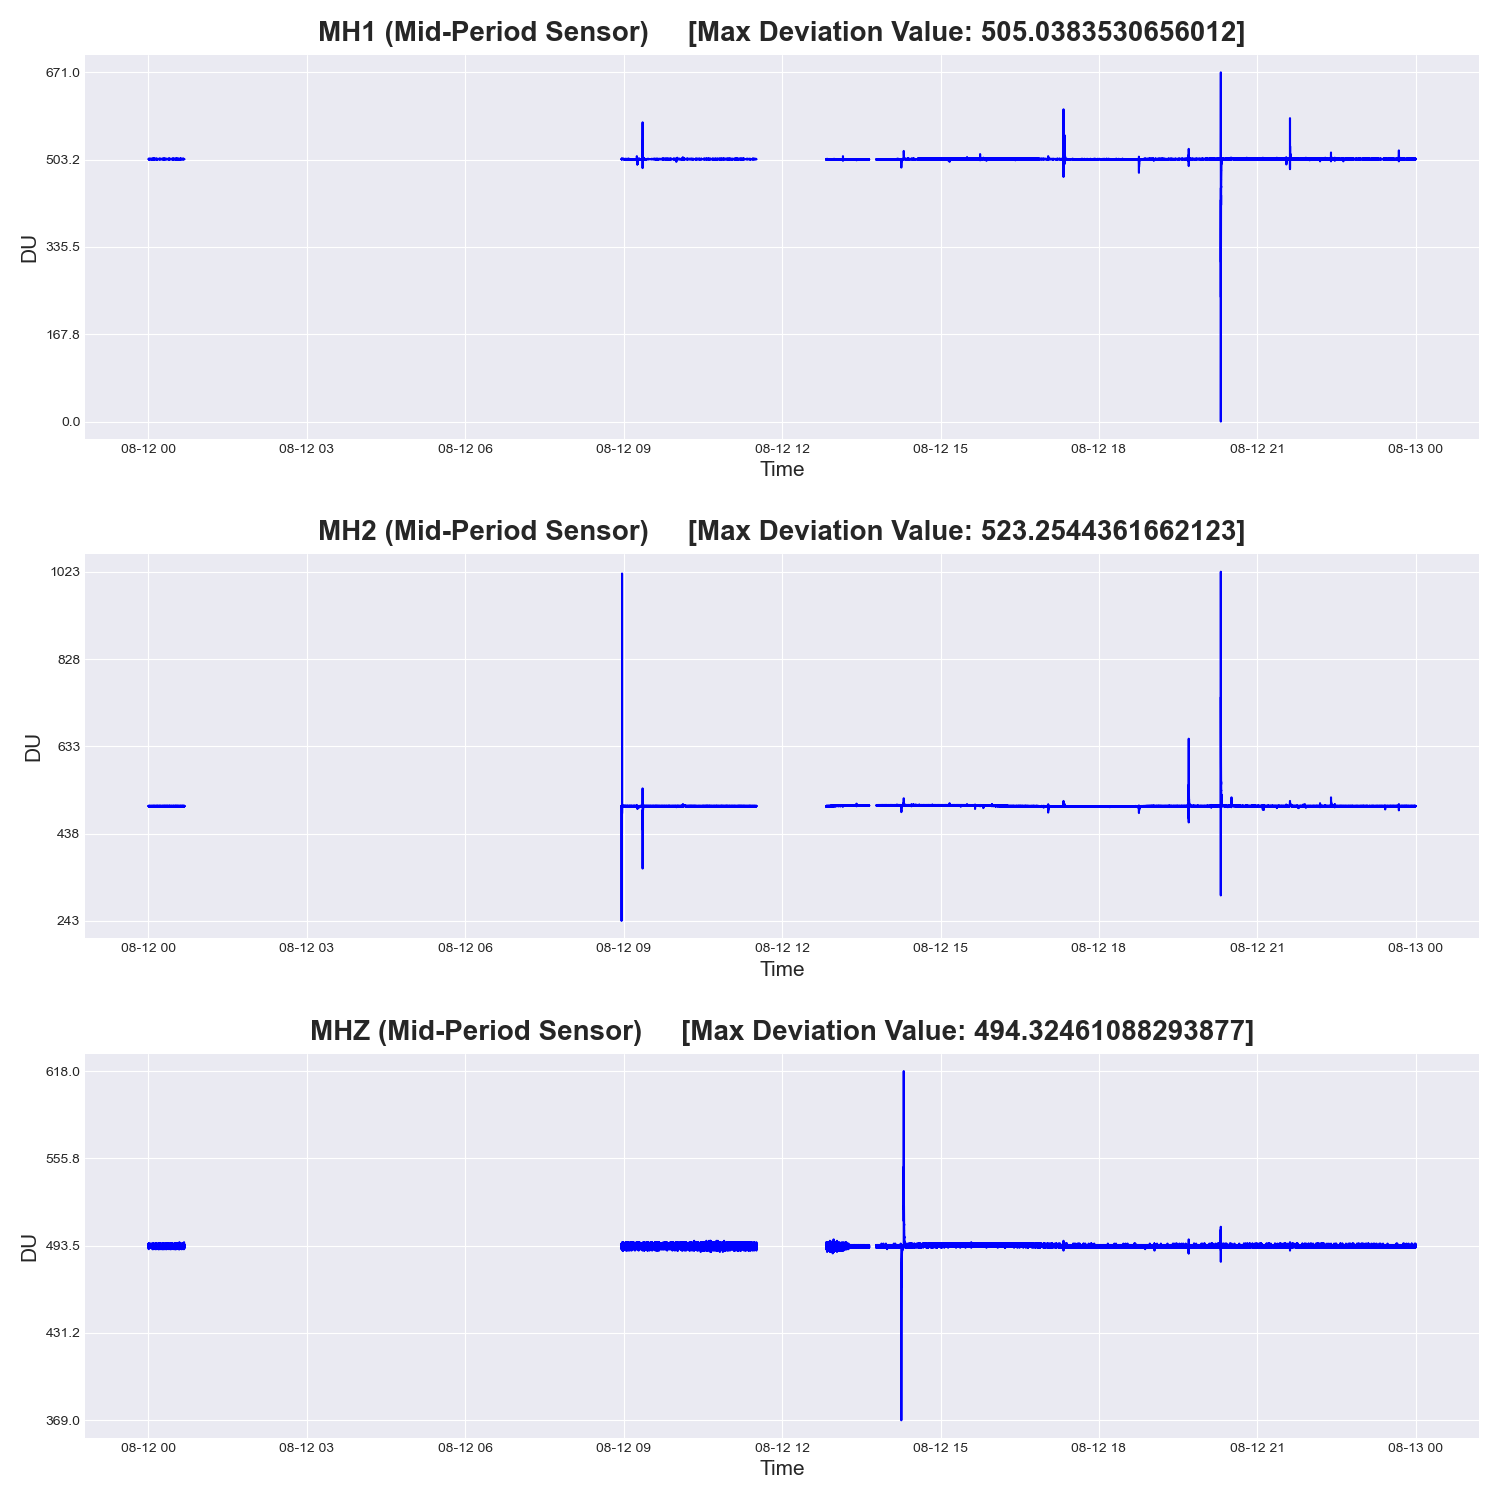 MH1 (Mid-Period Sensor) [Max Deviation Value: 505.0383530656012]
671.0
503.2
335.5
167.8
0.0
DU
08-12 00 08-12 03 08-12 06 08-12 09 08-12 12 08-12 15 08-12 18 08-12 21 08-13 00
Time
MH2 (Mid-Period Sensor) [Max Deviation Value: 523.2544361662123]
1023
828
633
438
243
DU
08-12 00 08-12 03 08-12 06 08-12 09 08-12 12 08-12 15 08-12 18 08-12 21 08-13 00
Time
MHZ (Mid-Period Sensor) [Max Deviation Value: 494.32461088293877]
618.0
555.8
493.5
431.2
369.0
DU
08-12 00 08-12 03 08-12 06 08-12 09 08-12 12 08-12 15 08-12 18 08-12 21 08-13 00
Time